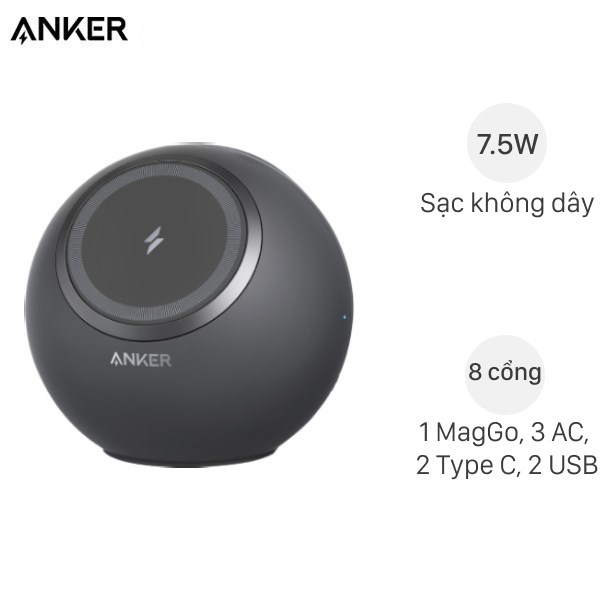 ANKER
7.5W
Sạc không dây
ANKER
8 cổng
1 MagGo, 3 AC,
2 Type C, 2 USB